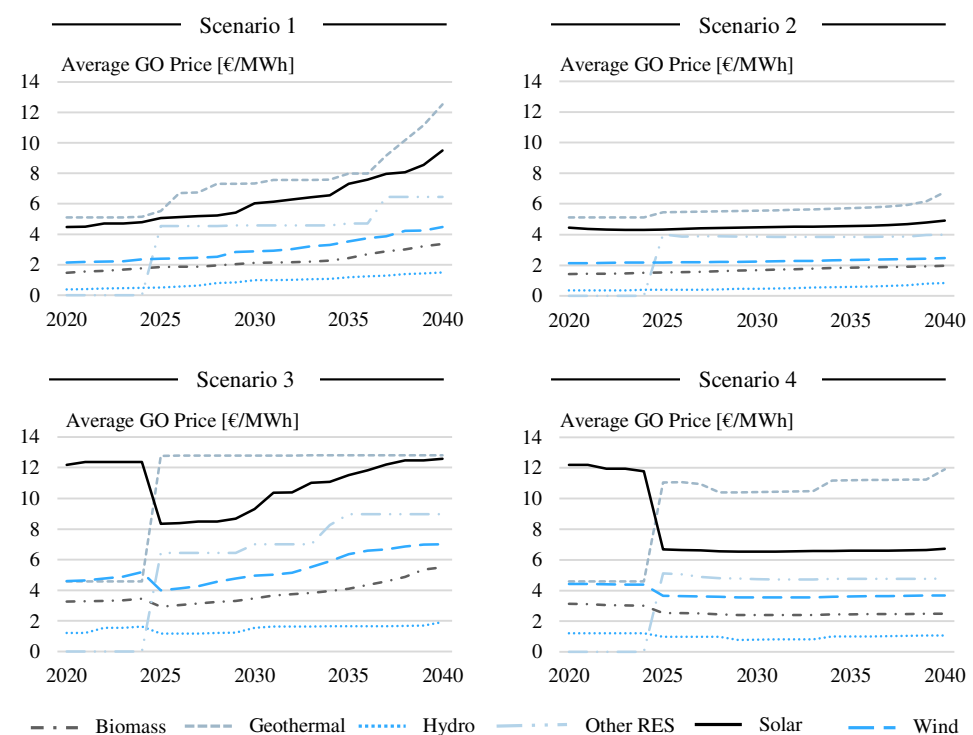 Scenario 1
Average GO Price [€/MWh]
14
12
10
8
6
4
2
0
2020 2025 2030 2035 2040
Scenario 2
Average GO Price [€/MWh]
14
12
10
8
6
4
2
0
2020 2025 2030 2035 2040
Scenario 3
Average GO Price [€/MWh]
14
12
10
8
6
4
2
0
2020 2025 2030 2035 2040
Scenario 4
Average GO Price [€/MWh]
14
12
10
8
6
4
2
0
2020 2025 2030 2035 2040
Biomass Geothermal Hydro Other RES Solar Wind